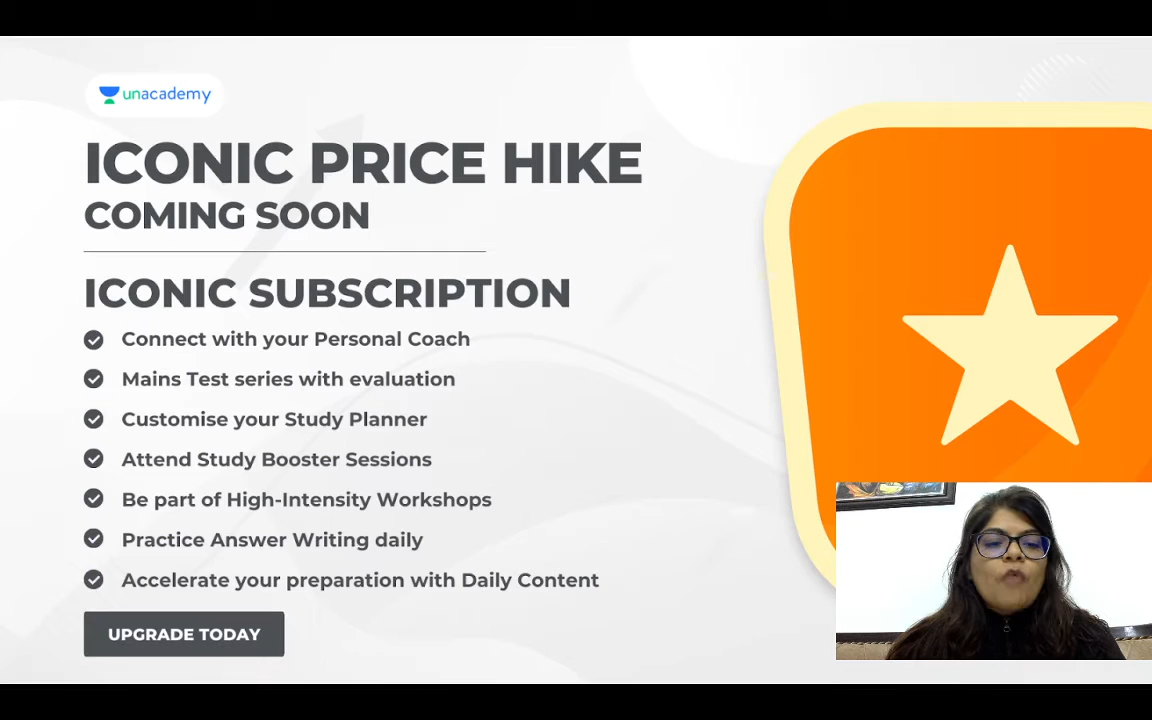 unacademy
ICONIC PRICE HIKE
COMING SOON
ICONIC SUBSCRIPTION
Connect with your Personal Coach
Mains Test series with evaluation
Customise your Study Planner
Attend Study Booster Sessions
Be part of High-Intensity Workshops
Practice Answer Writing daily
Accelerate your preparation with Daily Content
UPGRADE TODAY